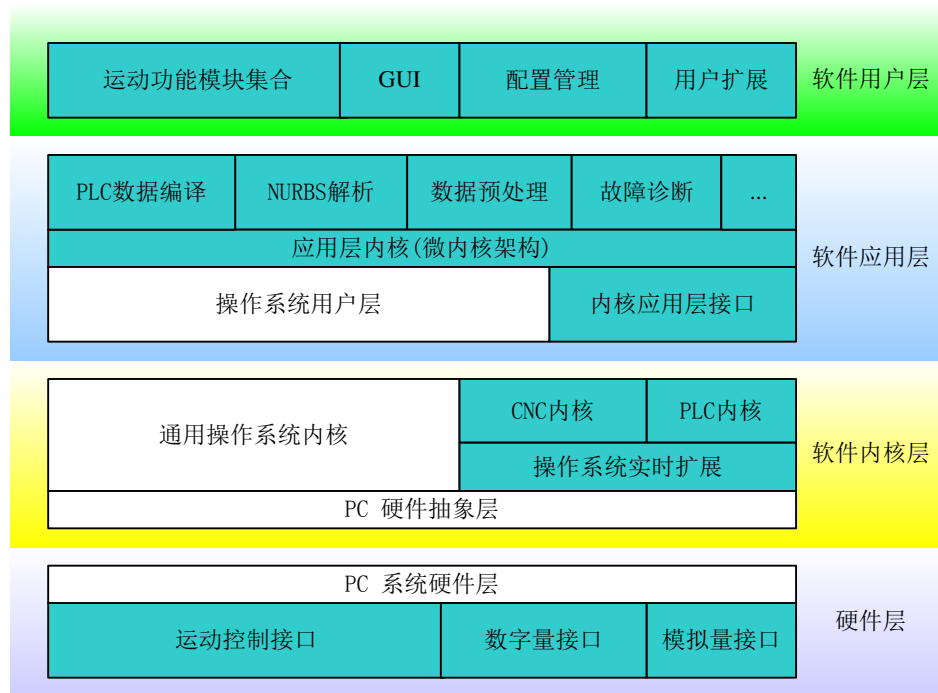 运动功能模块集合
GUI
配置管理
用户扩展
软件用户层
PLC数据编译
NURBS解析
数据预处理
故障诊断
...
应用层内核(微内核架构)
软件应用层
操作系统用户层
内核应用层接口
通用操作系统内核
CNC内核
PLC内核
软件内核层
操作系统实时扩展
PC 硬件抽象层
PC 系统硬件层
硬件层
运动控制接口
数字量接口
模拟量接口